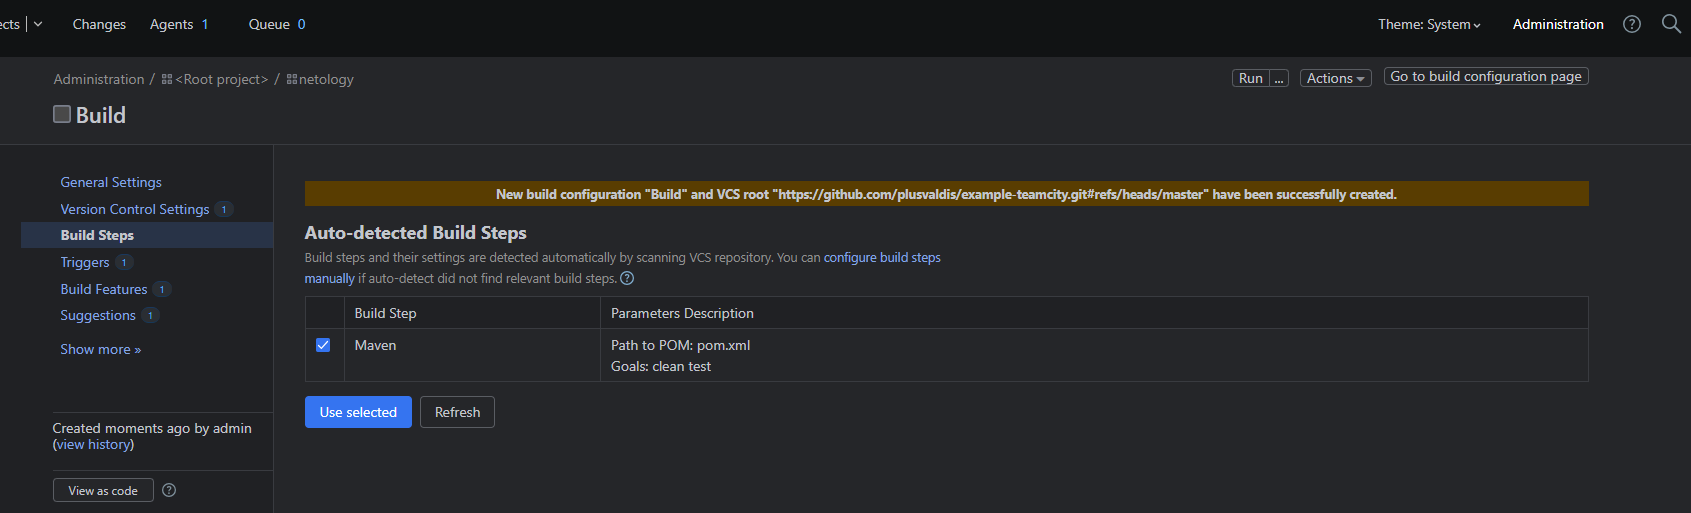 ects
Changes
Agents 1
Queue 0
Theme: System
Administration
?
Administration / <Root project> / netology
Run ...
Actions
Go to build configuration page
Build
General Settings
Version Control Settings 1
Build Steps
Triggers 1
Build Features 1
Suggestions 1
Show more »
Created moments ago by admin
(view history)
View as code ?
New build configuration "Build" and VCS root "https://github.com/plusvaldis/example-teamcity.git#refs/heads/master" have been successfully created.
Auto-detected Build Steps
Build steps and their settings are detected automatically by scanning VCS repository. You can configure build steps
manually if auto-detect did not find relevant build steps. ?
Build Step Parameters Description
Maven Path to POM: pom.xml
Goals: clean test
Use selected Refresh